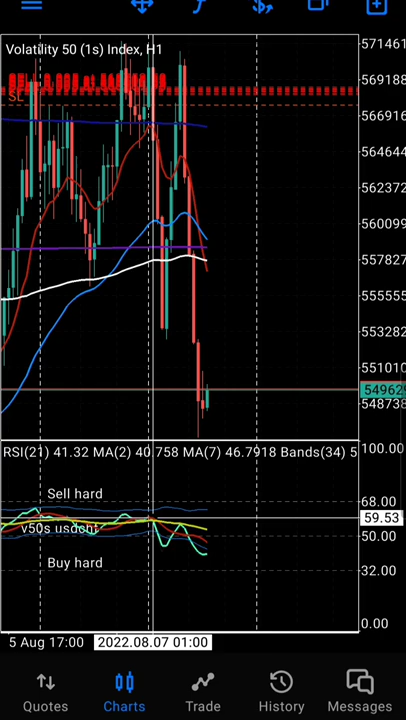 Volatility 50 (1s) Index, H1
571461
569188
SL
566916
564644
562372
560099
557827
555555
553282
551010
54962
548738
RSI(21) 41.32 MA(2) 40.758 MA(7) 46.7918 Bands(34) 5
100.00
Sell hard
68.00
59.53
v50s usdcht
50.00
Buy hard
32.00
0.00
5 Aug 17:00
2022.08.07 01:00
Quotes
Charts
Trade
History
Messages